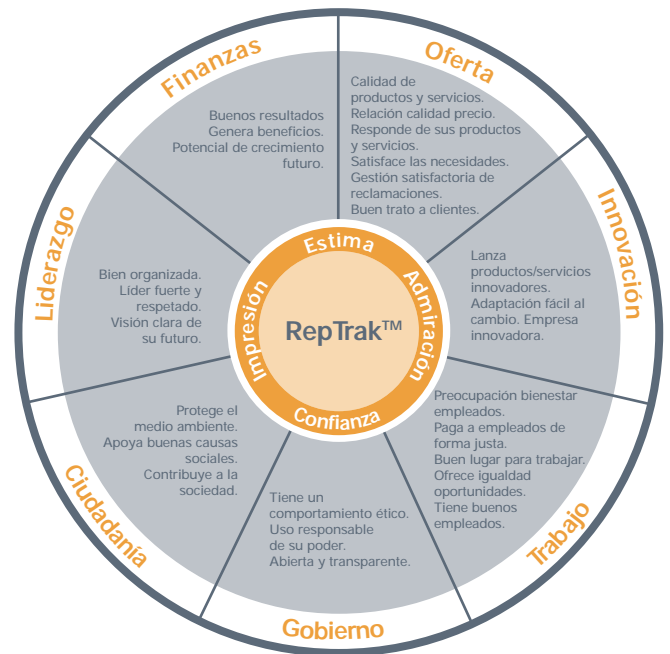 Finanzas
Buenos resultados
Genera beneficios.
Potencial de crecimiento
futuro.
Oferta
Calidad de
productos y servicios.
Relación calidad precio.
Responde de sus productos
y servicios.
Satisface las necesidades.
Gestión satisfactoria de
reclamaciones.
Buen trato a clientes.
Innovación
Lanza
productos/servicios
innovadores.
Adaptación fácil al
cambio. Empresa
innovadora.
Trabajo
Preocupación bienestar
empleados.
Paga a empleados de
forma justa.
Buen lugar para trabajar.
Ofrece igualdad
oportunidades.
Tiene buenos
empleados.
Gobierno
Tiene un
comportamiento ético.
Uso responsable
de su poder.
Abierta y transparente.
Ciudadanía
Protege el
medio ambiente.
Apoya buenas causas
sociales.
Contribuye a la
sociedad.
Liderazgo
Bien organizada.
Líder fuerte y
respetado.
Visión clara de
su futuro.
Estima
Admiración
Confianza
Impresión
RepTrak™